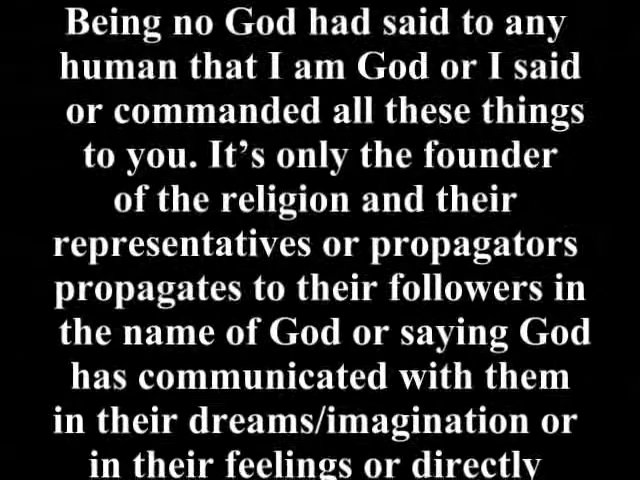 Being no God had said to any
human that I am God or I said
or commanded all these things
to you. It’s only the founder
of the religion and their
representatives or propagators
propagates to their followers in
the name of God or saying God
has communicated with them
in their dreams/imagination or
in their feelings or directly